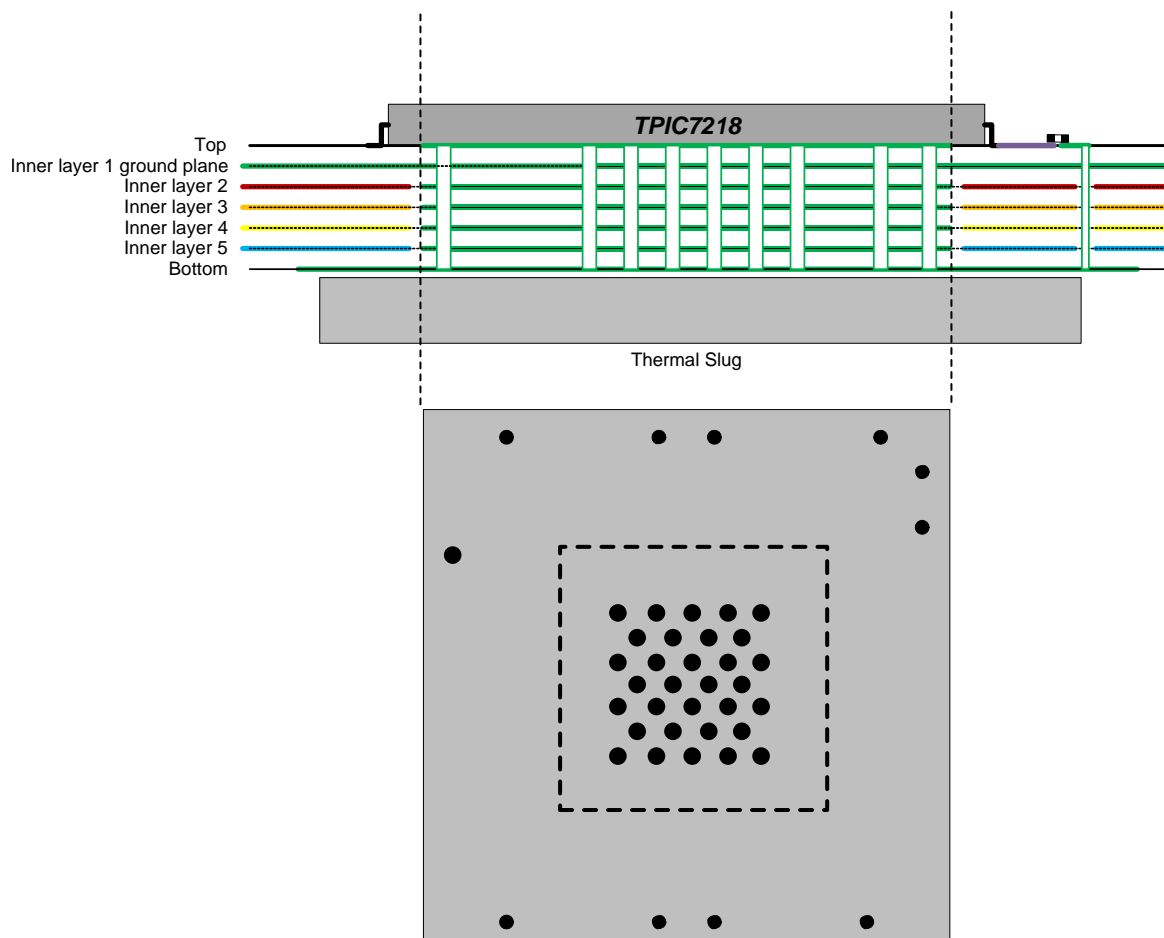 TPIC7218
Top
Inner layer 1 ground plane
Inner layer 2
Inner layer 3
Inner layer 4
Inner layer 5
Bottom
Thermal Slug